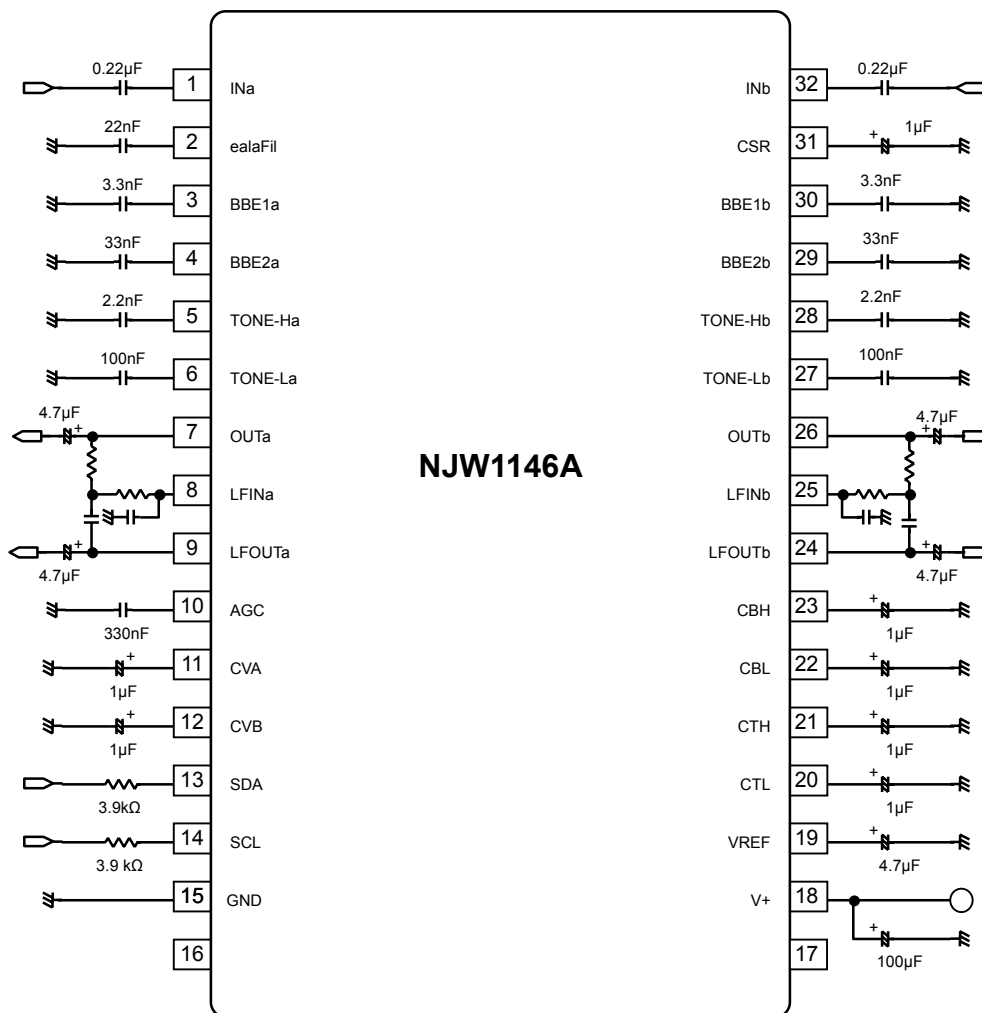 0.22µF 1 INa INb 32 0.22µF
22nF 2 ealaFil CSR 31 + 1µF
3.3nF 3 BBE1a BBE1b 30 3.3nF
33nF 4 BBE2a BBE2b 29 33nF
2.2nF 5 TONE-Ha TONE-Hb 28 2.2nF
100nF 6 TONE-La TONE-Lb 27 100nF
4.7µF + 7 OUTa OUTb 26 + 4.7µF
NJW1146A
8 LFINa LFINb 25
+ 9 LFOUTa LFOUTb 24 +
4.7µF 4.7µF
10 AGC CBH 23 +
330nF 1µF
+ 11 CVA CBL 22 +
1µF 1µF
+ 12 CVB CTH 21 +
1µF 1µF
13 SDA CTL 20 +
3.9kΩ 1µF
14 SCL VREF 19 +
3.9 kΩ 4.7µF
15 GND V+ 18
16 17 +
100µF